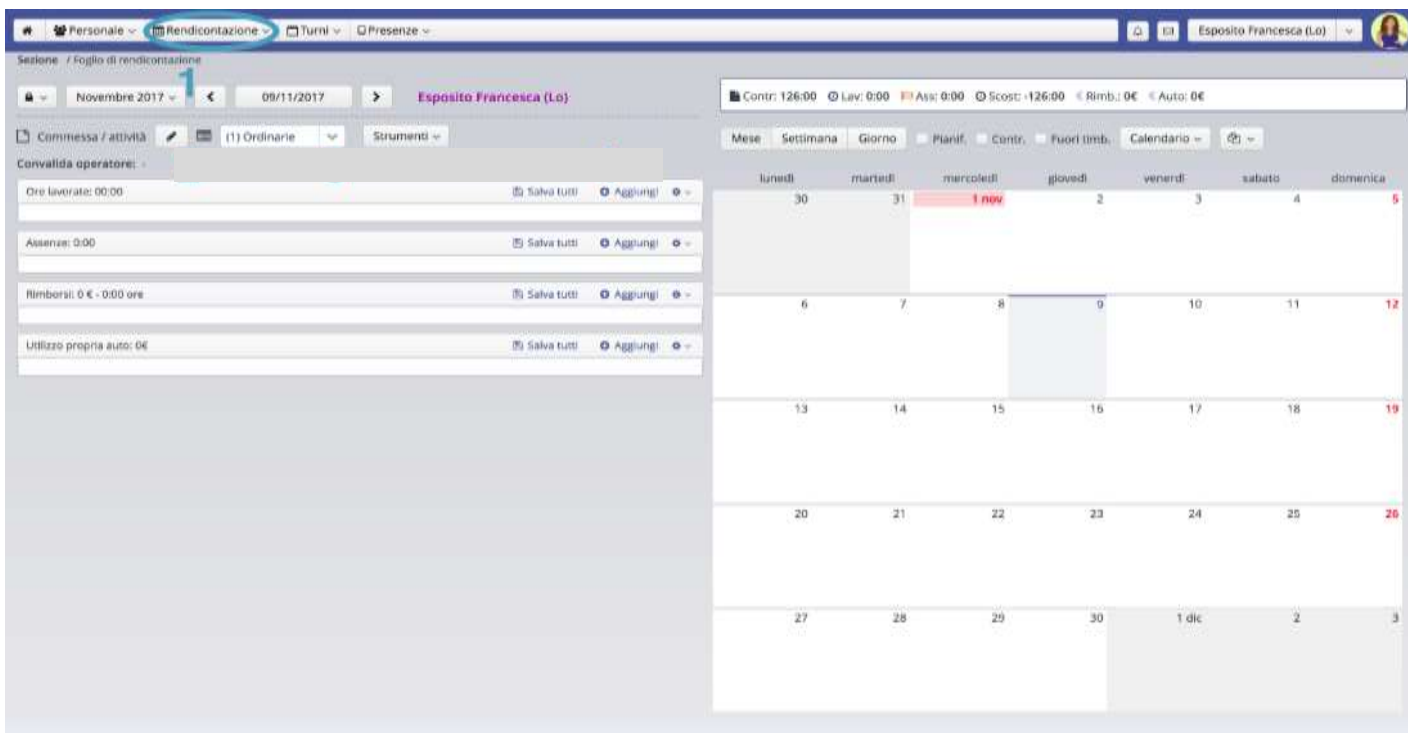 Personale Rendicontazione Turni Presenze Esposito Francesca (Lo)
Sezione / Foglio di rendicontazione
1
Novembre 2017 09/11/2017 Esposito Francesca (Lo)
Contr: 126:00 Lav: 0:00 Ass: 0:00 Scost: -126:00 € Rimb.: 0€ € Auto: 0€
Commessa / attività (1) Ordinarie Strumenti
Mese Settimana Giorno Pianif. Contr. Fuori timb. Calendario
Convalida operatore: -
Ore lavorate: 00:00 Salva tutti Aggiungi
Assenze: 0:00 Salva tutti Aggiungi
Rimborsi: 0 € - 0:00 ore Salva tutti Aggiungi
Utilizzo propria auto: 0€ Salva tutti Aggiungi
lunedì martedì mercoledì giovedì venerdì sabato domenica
30 31 1 nov 2 3 4 5
6 7 8 9 10 11 12
13 14 15 16 17 18 19
20 21 22 23 24 25 26
27 28 29 30 1 dic 2 3